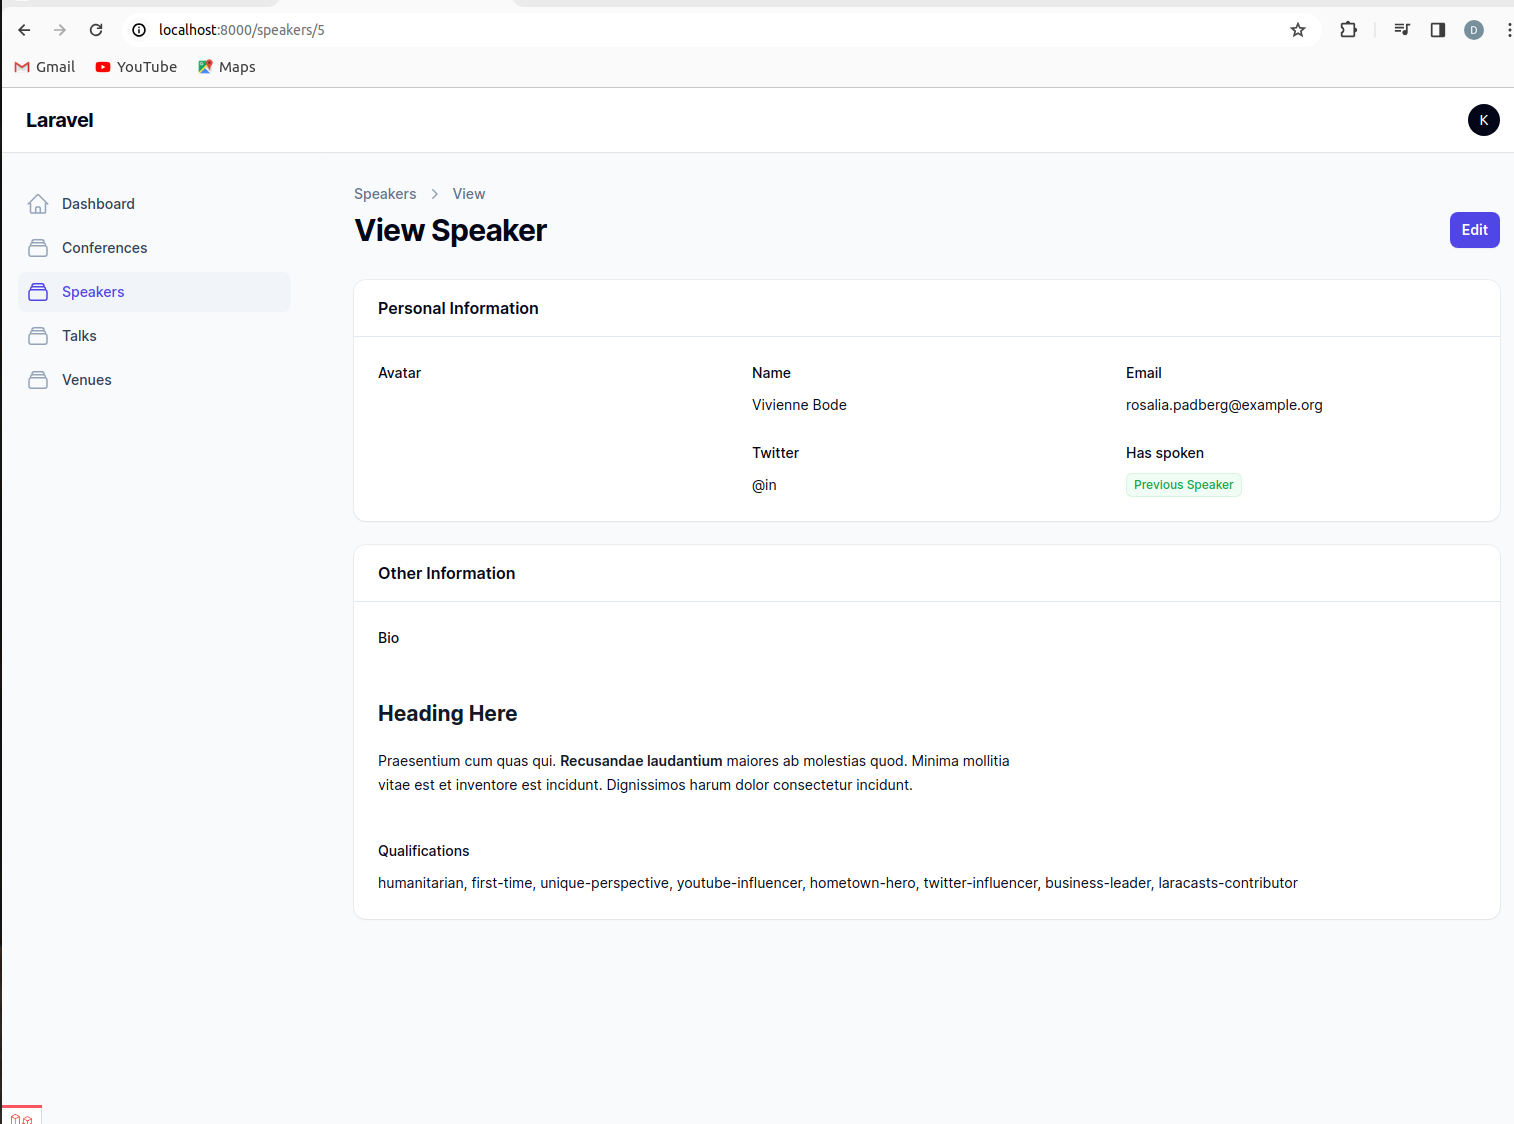 localhost:8000/speakers/5
D
Gmail YouTube Maps
Laravel
K
Dashboard
Conferences
Speakers
Talks
Venues
Speakers View
View Speaker
Edit
Personal Information
Avatar
Name
Vivienne Bode
Email
rosalia.padberg@example.org
Twitter
@in
Has spoken
Previous Speaker
Other Information
Bio
Heading Here
Praesentium cum quas qui. Recusandae laudantium maiores ab molestias quod. Minima mollitia
vitae est et inventore est incidunt. Dignissimos harum dolor consectetur incidunt.
Qualifications
humanitarian, first-time, unique-perspective, youtube-influencer, hometown-hero, twitter-influencer, business-leader, laracasts-contributor